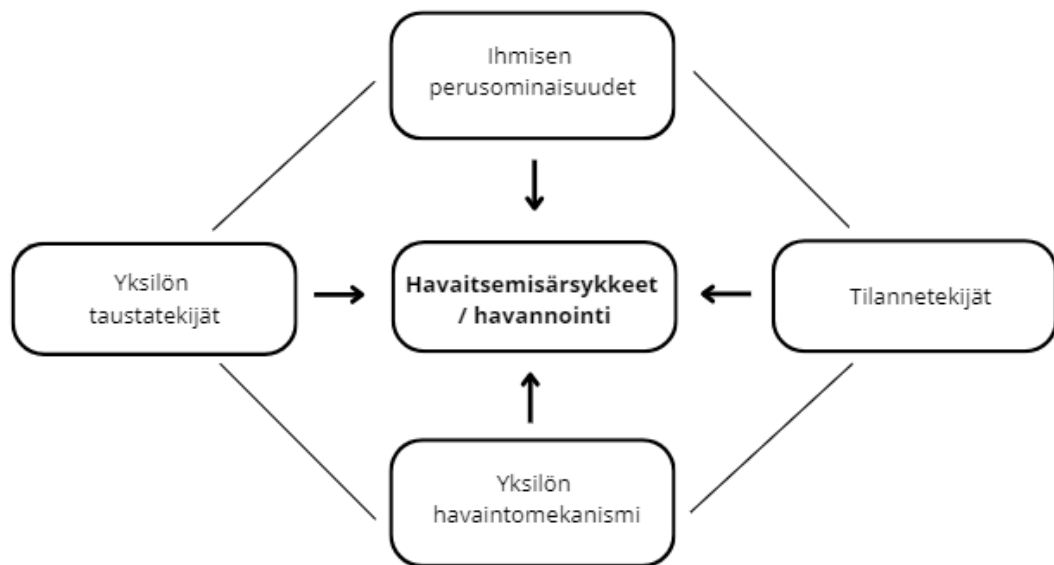 Ihmisen
perusominaisuudet
Yksilön
taustatekijät
Havaitsemisärsykkeet
/ havannointi
Tilannetekijät
Yksilön
havaintomekanismi